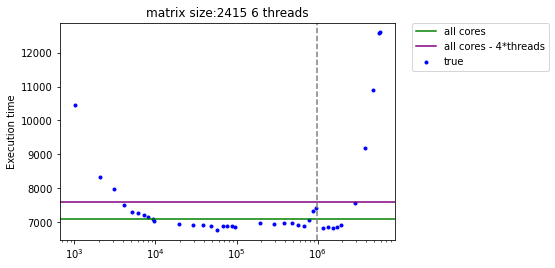 matrix size:2415 6 threads
Execution time
12000
11000
10000
9000
8000
7000
10³
10⁴
10⁵
10⁶
all cores
all cores - 4*threads
true